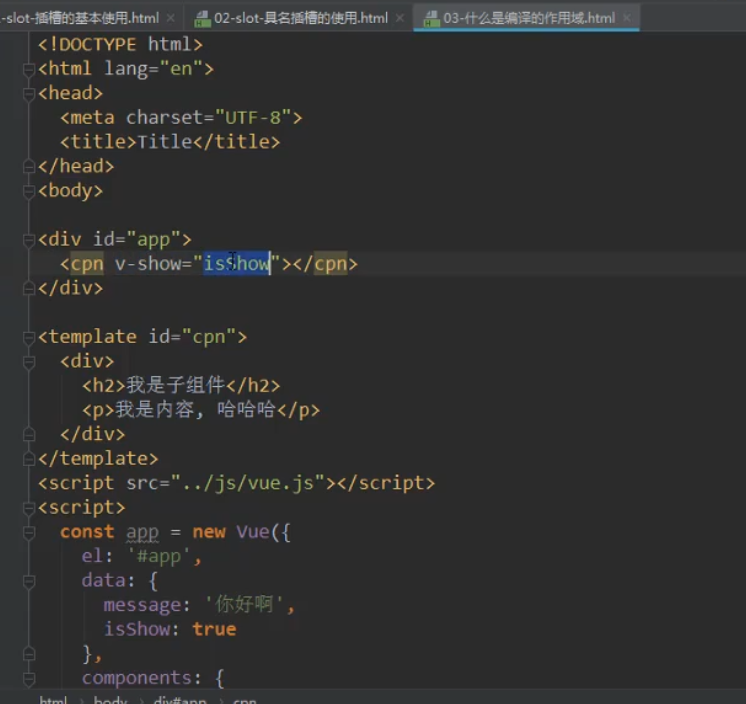 -slot-插槽的基本使用.html × 02-slot-具名插槽的使用.html × 03-什么是编译的作用域.html ×
<!DOCTYPE html>
<html lang="en">
<head>
  <meta charset="UTF-8">
  <title>Title</title>
</head>
<body>
<div id="app">
  <cpn v-show="isShow"></cpn>
</div>
<template id="cpn">
  <div>
    <h2>我是子组件</h2>
    <p>我是内容, 哈哈哈</p>
  </div>
</template>
<script src="../js/vue.js"></script>
<script>
  const app = new Vue({
    el: '#app',
    data: {
      message: '你好啊',
      isShow: true
    },
    components: {
html › body › div#app › cpn